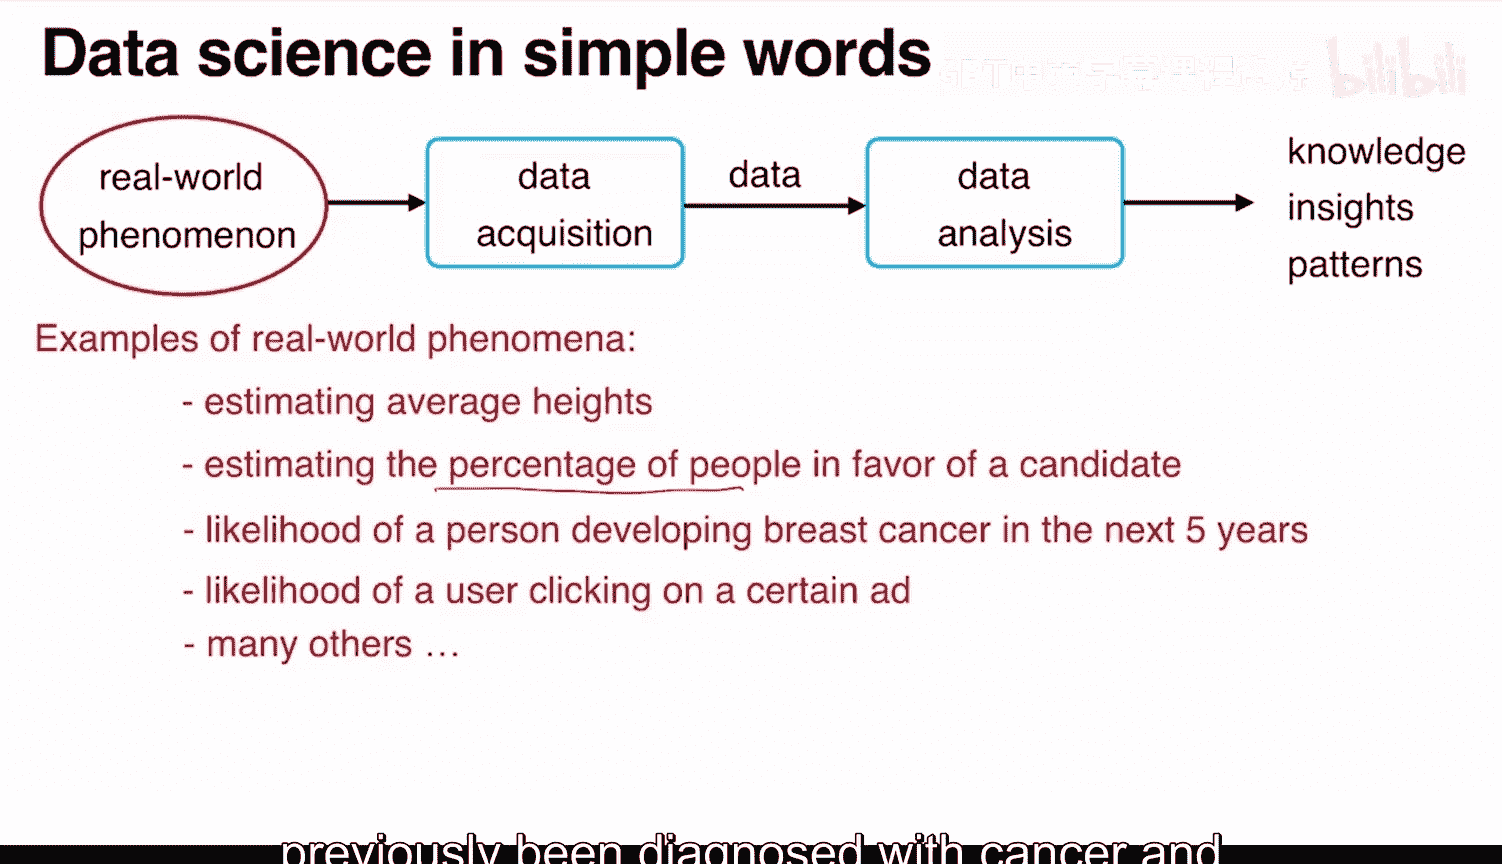 Data science in simple words
bilibili
real-world
phenomenon
data
acquisition
data
data
analysis
knowledge
insights
patterns
Examples of real-world phenomena:
- estimating average heights
- estimating the percentage of people in favor of a candidate
- likelihood of a person developing breast cancer in the next 5 years
- likelihood of a user clicking on a certain ad
- many others …
previously been diagnosed with cancer and